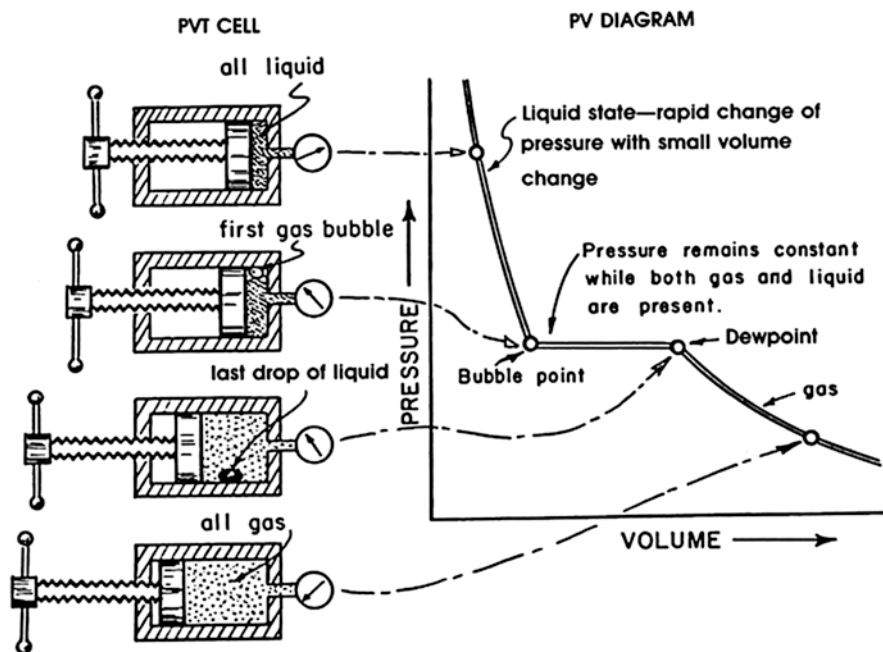 PVT CELL
all liquid
first gas bubble
last drop of liquid
all gas
PV DIAGRAM
Liquid state—rapid change of
pressure with small volume
change
Pressure remains constant
while both gas and liquid
are present.
Dewpoint
Bubble point
gas
PRESSURE
VOLUME